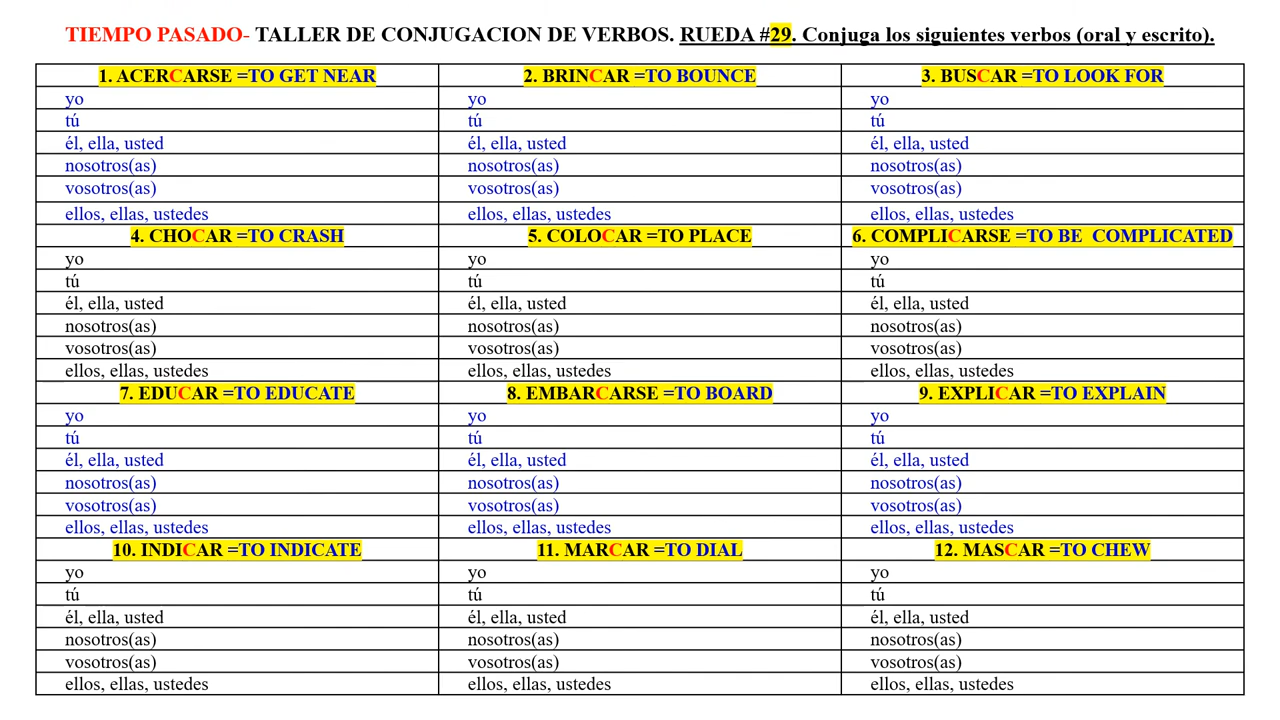 TIEMPO PASADO- TALLER DE CONJUGACION DE VERBOS. RUEDA #29. Conjuga los siguientes verbos (oral y escrito).
1. ACERCARSE =TO GET NEAR 2. BRINCAR =TO BOUNCE 3. BUSCAR =TO LOOK FOR
yo yo yo
tú tú tú
él, ella, usted él, ella, usted él, ella, usted
nosotros(as) nosotros(as) nosotros(as)
vosotros(as) vosotros(as) vosotros(as)
ellos, ellas, ustedes ellos, ellas, ustedes ellos, ellas, ustedes
4. CHOCAR =TO CRASH 5. COLOCAR =TO PLACE 6. COMPLICARSE =TO BE COMPLICATED
yo yo yo
tú tú tú
él, ella, usted él, ella, usted él, ella, usted
nosotros(as) nosotros(as) nosotros(as)
vosotros(as) vosotros(as) vosotros(as)
ellos, ellas, ustedes ellos, ellas, ustedes ellos, ellas, ustedes
7. EDUCAR =TO EDUCATE 8. EMBARCARSE =TO BOARD 9. EXPLICAR =TO EXPLAIN
yo yo yo
tú tú tú
él, ella, usted él, ella, usted él, ella, usted
nosotros(as) nosotros(as) nosotros(as)
vosotros(as) vosotros(as) vosotros(as)
ellos, ellas, ustedes ellos, ellas, ustedes ellos, ellas, ustedes
10. INDICAR =TO INDICATE 11. MARCAR =TO DIAL 12. MASCAR =TO CHEW
yo yo yo
tú tú tú
él, ella, usted él, ella, usted él, ella, usted
nosotros(as) nosotros(as) nosotros(as)
vosotros(as) vosotros(as) vosotros(as)
ellos, ellas, ustedes ellos, ellas, ustedes ellos, ellas, ustedes